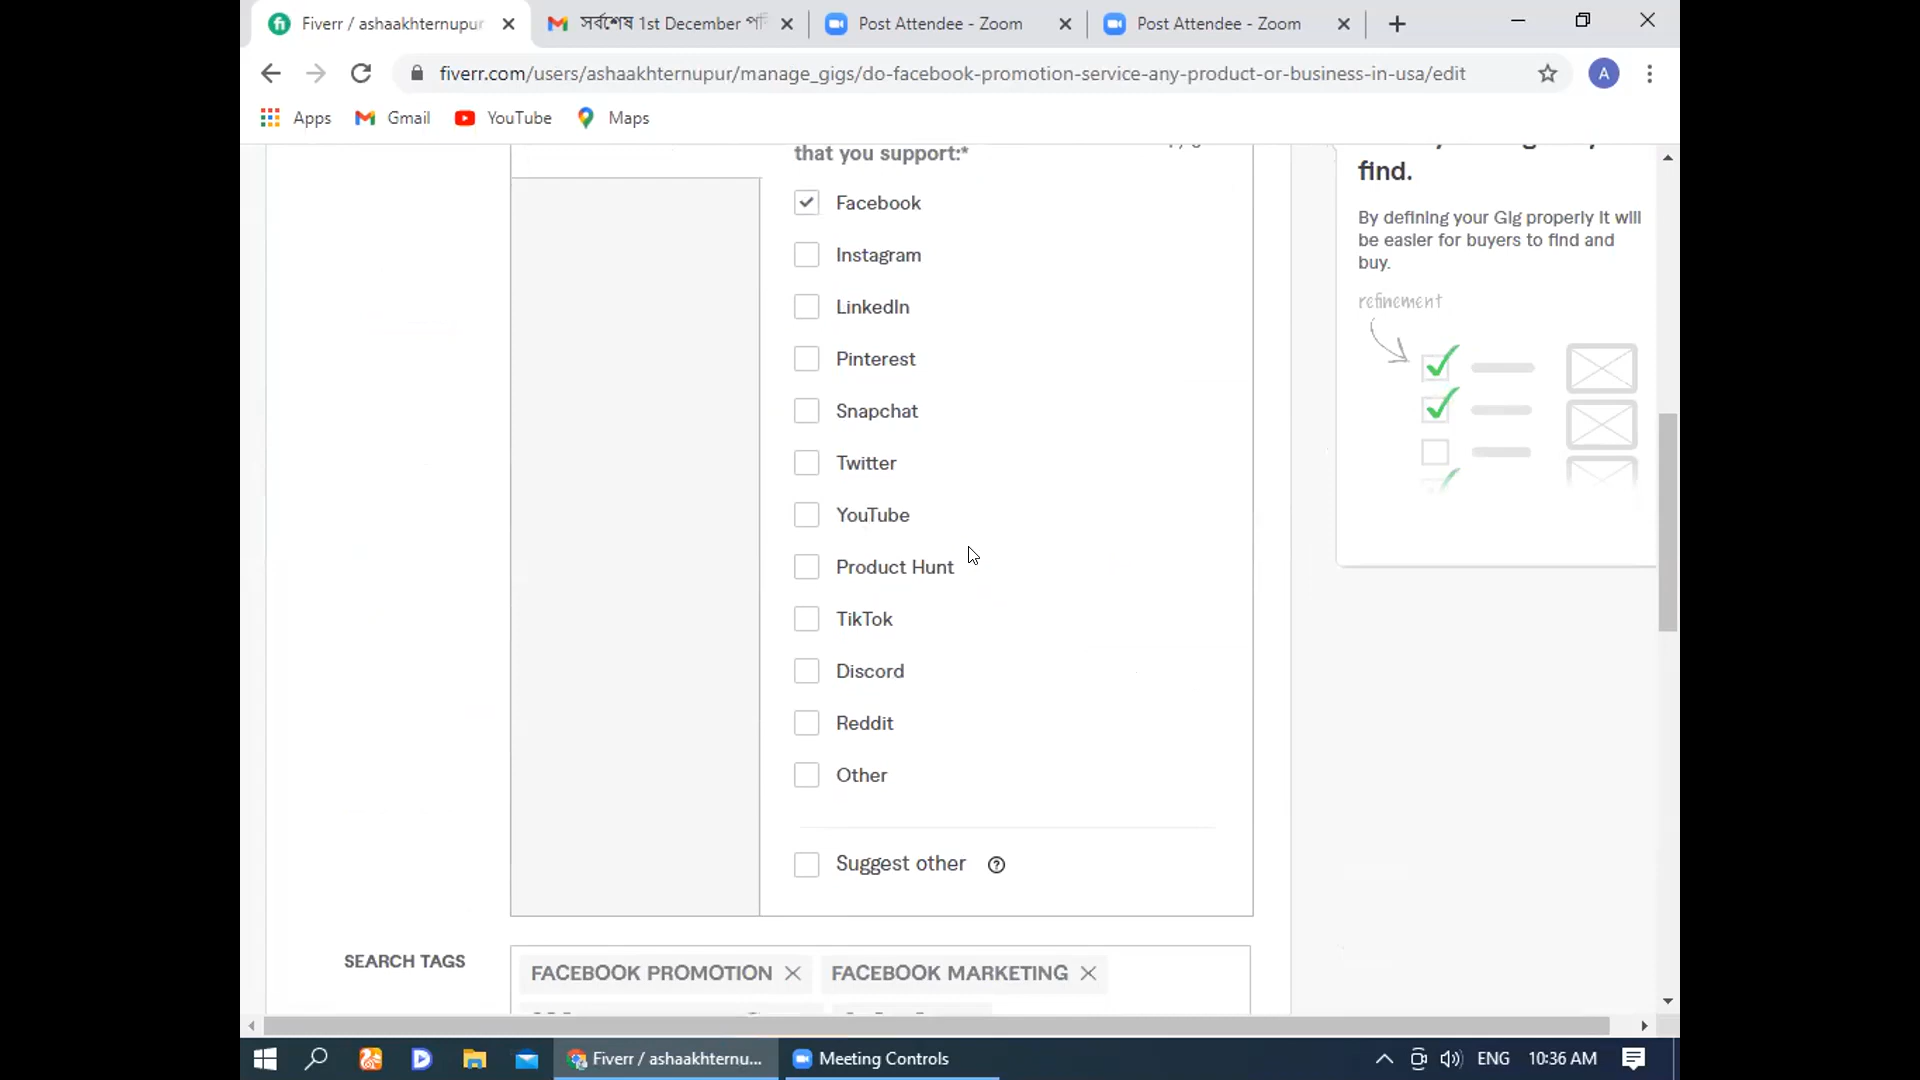 Fiverr / ashaakhternupur
সর্বশেষ 1st December
Post Attendee - Zoom
Post Attendee - Zoom
fiverr.com/users/ashaakhternupur/manage_gigs/do-facebook-promotion-service-any-product-or-business-in-usa/edit
A
Apps
Gmail
YouTube
Maps
that you support:*
Facebook
Instagram
LinkedIn
Pinterest
Snapchat
Twitter
YouTube
Product Hunt
TikTok
Discord
Reddit
Other
Suggest other
find.
By defining your Gig properly it will
be easier for buyers to find and
buy.
refinement
SEARCH TAGS
FACEBOOK PROMOTION
FACEBOOK MARKETING
Fiverr / ashaakhternu...
Meeting Controls
ENG
10:36 AM